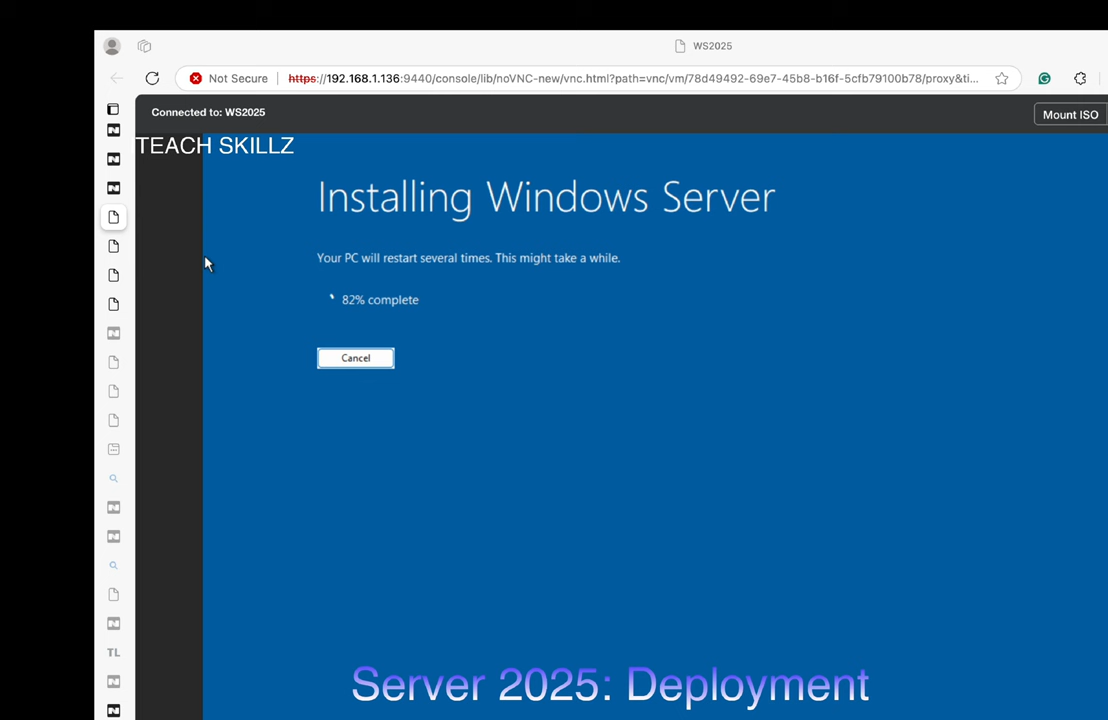 WS2025
Not Secure
https://192.168.1.136:9440/console/lib/noVNC-new/vnc.html?path=vnc/vm/78d49492-69e7-45b8-b16f-5cfb79100b78/proxy&ti...
Connected to: WS2025
Mount ISO
TEACH SKILLZ
Installing Windows Server
Your PC will restart several times. This might take a while.
82% complete
Cancel
TL
Server 2025: Deployment